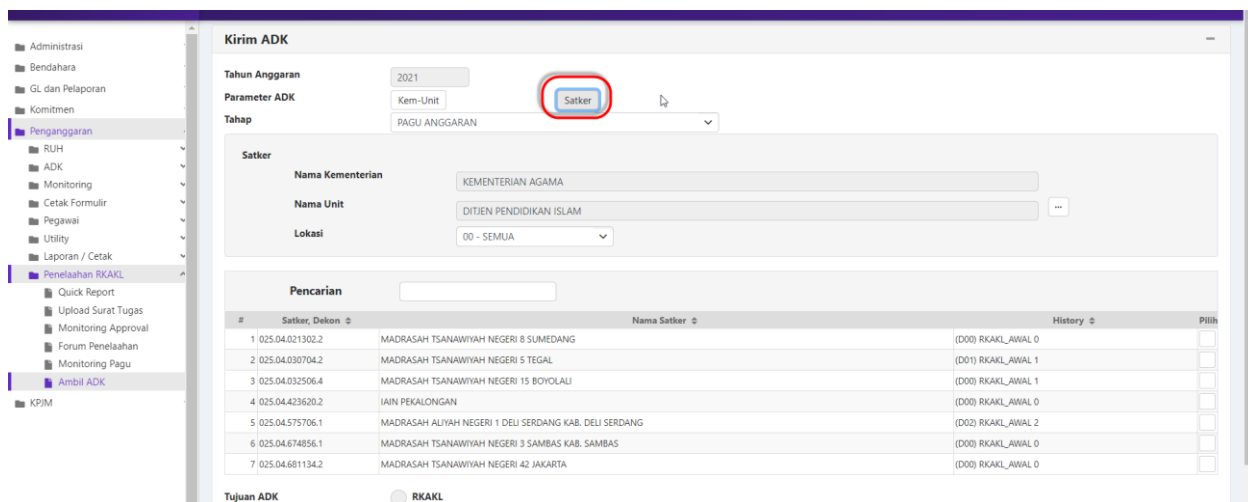 Administrasi
Bendahara
GL dan Pelaporan
Komitmen
Penganggaran
RUH
ADK
Monitoring
Cetak Formulir
Pegawai
Utility
Laporan / Cetak
Penelaahan RKAKL
Quick Report
Upload Surat Tugas
Monitoring Approval
Forum Penelaahan
Monitoring Pagu
Ambil ADK
KPJM
Kirim ADK
Tahun Anggaran 2021
Parameter ADK Kem-Unit Satker
Tahap PAGU ANGGARAN
Satker
Nama Kementerian KEMENTERIAN AGAMA
Nama Unit DITJEN PENDIDIKAN ISLAM ...
Lokasi 00 - SEMUA
Pencarian
# Satker, Dekon Nama Satker History Pilih
1 025.04.021302.2 MADRASAH TSANAWIYAH NEGERI 8 SUMEDANG (D00) RKAKL_AWAL 0
2 025.04.030704.2 MADRASAH TSANAWIYAH NEGERI 5 TEGAL (D01) RKAKL_AWAL 1
3 025.04.032506.4 MADRASAH TSANAWIYAH NEGERI 15 BOYOLALI (D00) RKAKL_AWAL 1
4 025.04.423620.2 IAIN PEKALONGAN (D00) RKAKL_AWAL 0
5 025.04.575706.1 MADRASAH ALIYAH NEGERI 1 DELI SERDANG KAB. DELI SERDANG (D02) RKAKL_AWAL 2
6 025.04.674856.1 MADRASAH TSANAWIYAH NEGERI 3 SAMBAS KAB. SAMBAS (D00) RKAKL_AWAL 0
7 025.04.681134.2 MADRASAH TSANAWIYAH NEGERI 42 JAKARTA (D00) RKAKL_AWAL 0
Tujuan ADK RKAKL